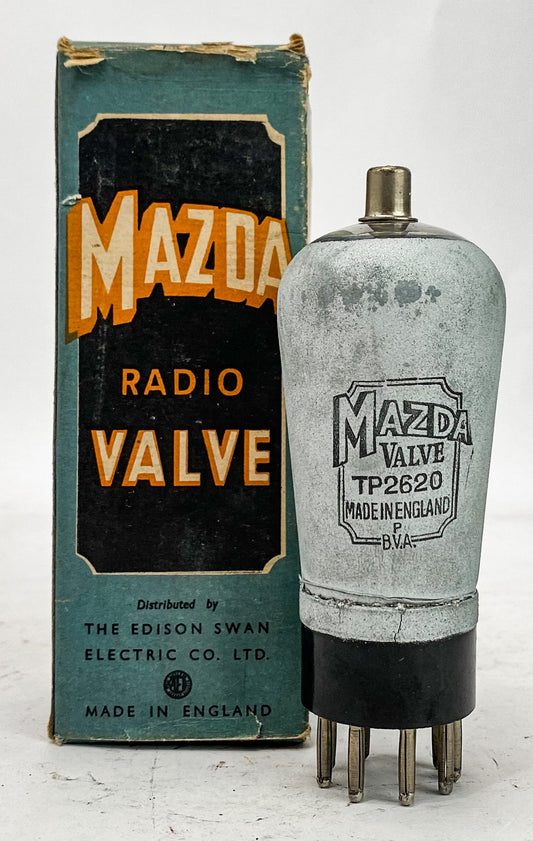 MAZDA
RADIO
VALVE
Distributed by
THE EDISON SWAN
ELECTRIC CO. LTD.
MADE IN ENGLAND
MAZDA
VALVE
TP2620
MADE IN ENGLAND
P
B.V.A.